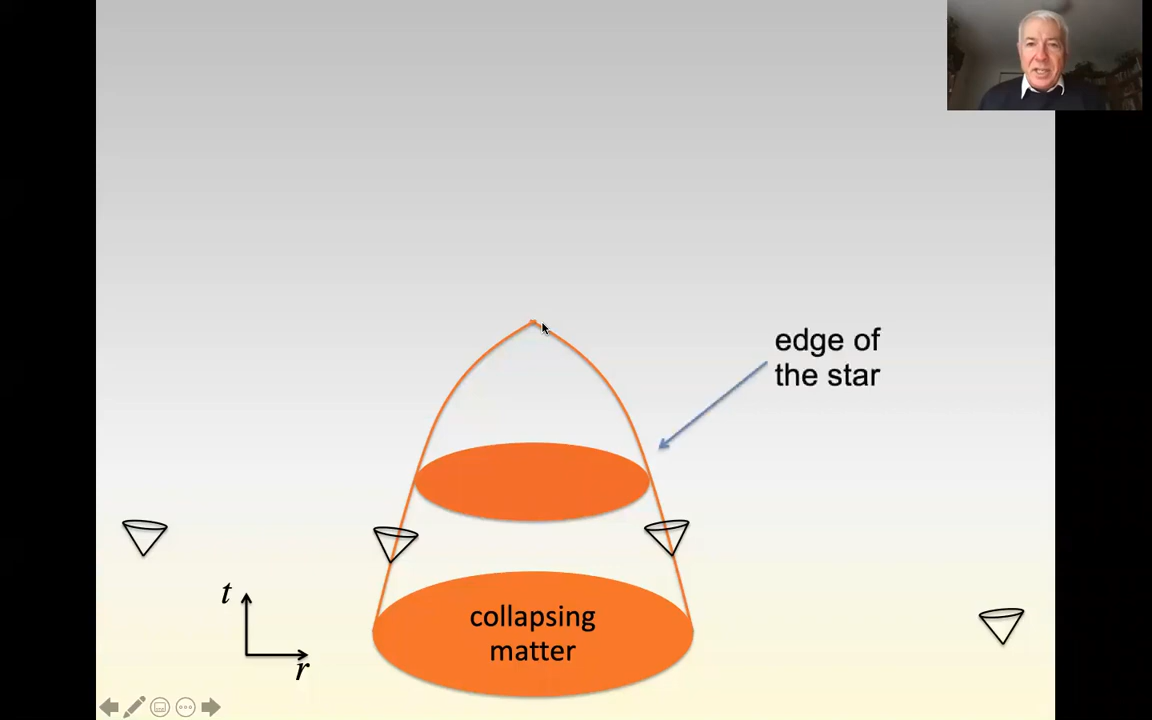 edge of
the star
t
r
collapsing
matter